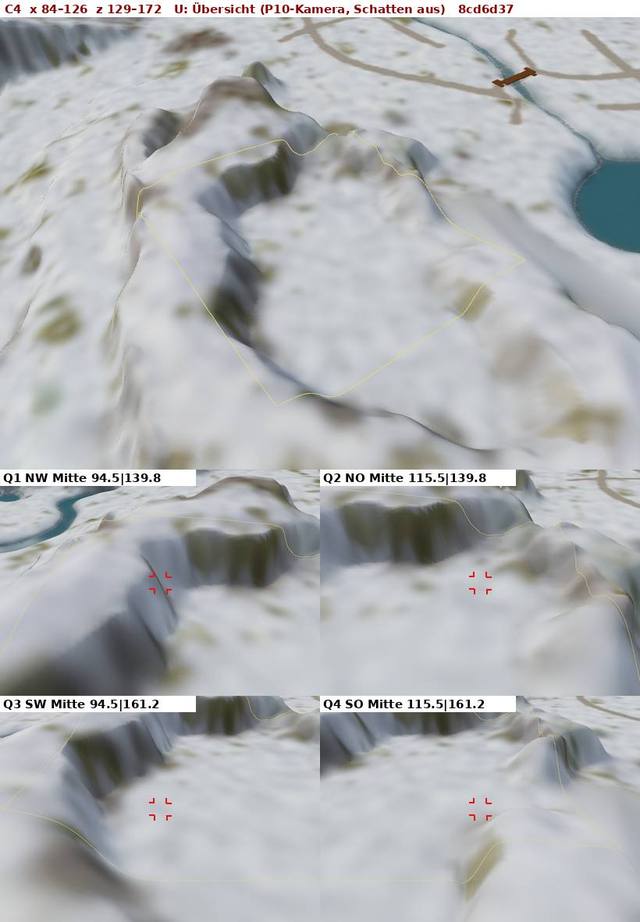 C4 x 84–126 z 129–172 U: Übersicht (P10-Kamera, Schatten aus) 8cd6d37
Q1 NW Mitte 94.5|139.8
Q2 NO Mitte 115.5|139.8
Q3 SW Mitte 94.5|161.2
Q4 SO Mitte 115.5|161.2